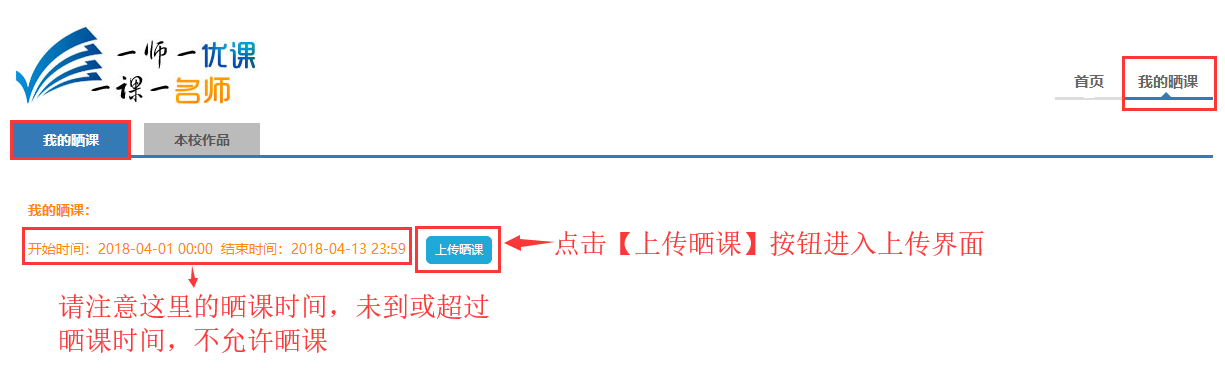 一师一优课
一课一名师
首页
我的晒课
我的晒课
本校作品
我的晒课：
开始时间：2018-04-01 00:00 结束时间：2018-04-13 23:59
上传晒课
点击【上传晒课】按钮进入上传界面
请注意这里的晒课时间，未到或超过
晒课时间，不允许晒课